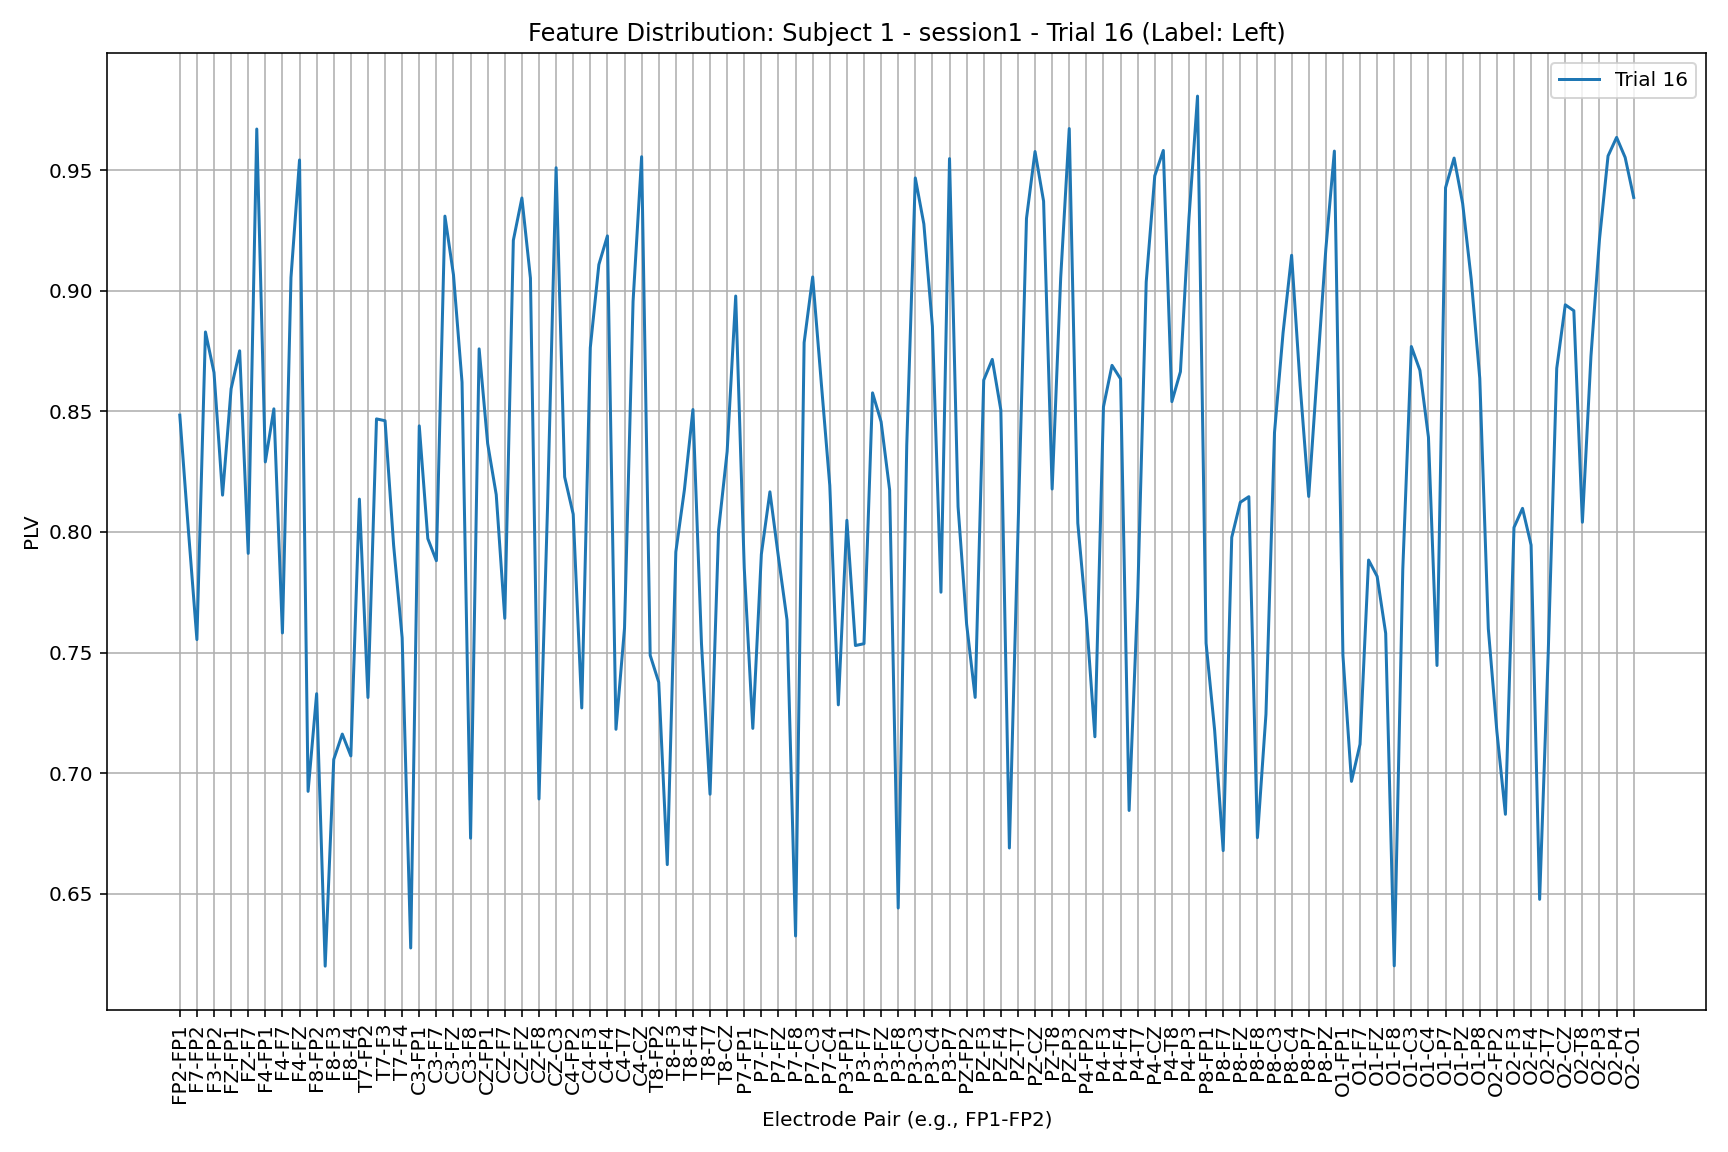 Feature Distribution: Subject 1 - session1 - Trial 16 (Label: Left)
Trial 16
PLV
0.95
0.90
0.85
0.80
0.75
0.70
0.65
FP2-FP1
F7-FP2
F3-FP2
FZ-FP1
FZ-F7
F4-FP1
F4-F7
F4-FZ
F8-FP2
F8-F3
F8-F4
T7-FP2
T7-F3
T7-F4
C3-FP1
C3-F7
C3-FZ
C3-F8
CZ-FP1
CZ-F7
CZ-FZ
CZ-F8
CZ-C3
C4-FP2
C4-F3
C4-F4
C4-T7
C4-CZ
T8-FP2
T8-F3
T8-F4
T8-T7
T8-CZ
P7-FP1
P7-F7
P7-FZ
P7-F8
P7-C3
P7-C4
P3-FP1
P3-F7
P3-FZ
P3-F8
P3-C3
P3-C4
P3-P7
PZ-FP2
PZ-F3
PZ-F4
PZ-T7
PZ-CZ
PZ-T8
PZ-P3
P4-FP2
P4-F3
P4-F4
P4-T7
P4-CZ
P4-T8
P4-P3
P8-FP1
P8-F7
P8-FZ
P8-F8
P8-C3
P8-C4
P8-P7
P8-PZ
O1-FP1
O1-F7
O1-FZ
O1-F8
O1-C3
O1-C4
O1-P7
O1-PZ
O1-P8
O2-FP2
O2-F3
O2-F4
O2-T7
O2-CZ
O2-T8
O2-P3
O2-P4
O2-O1
Electrode Pair (e.g., FP1-FP2)